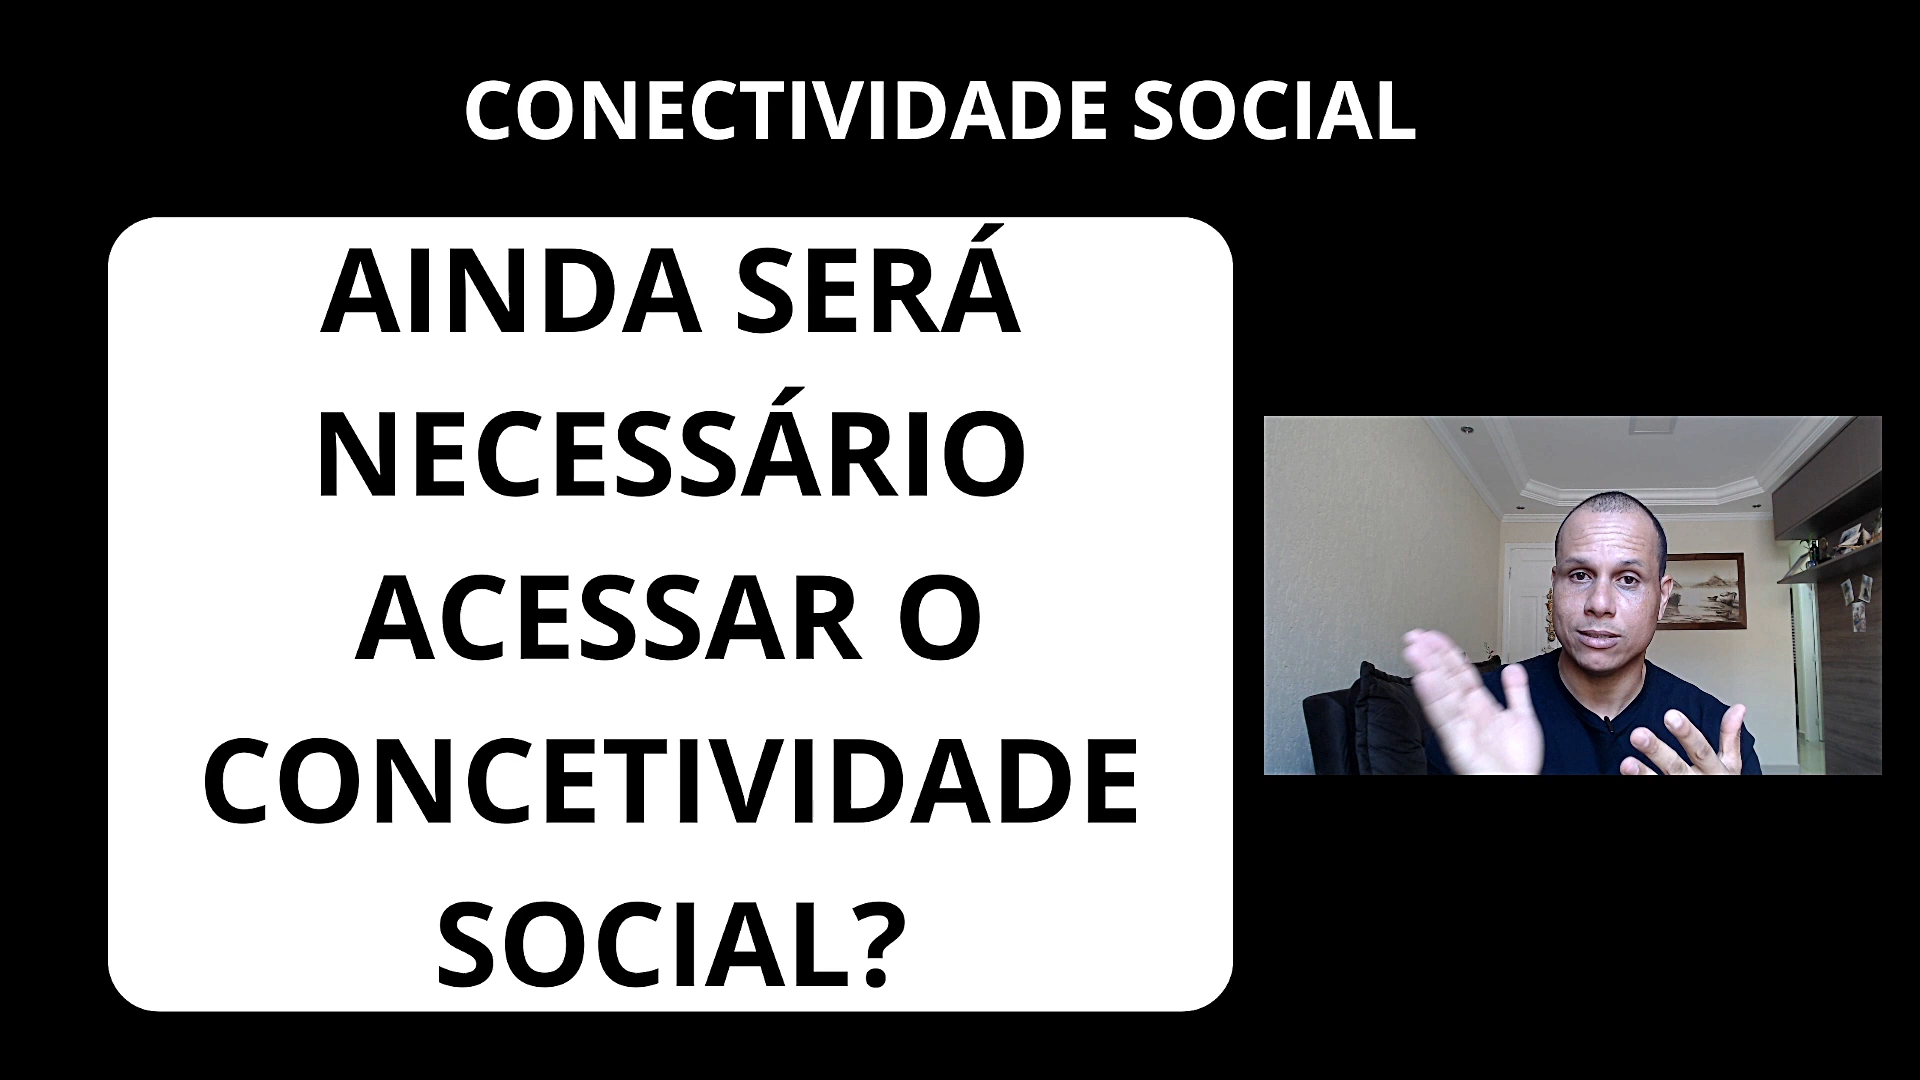 CONECTIVIDADE SOCIAL
AINDA SERÁ
NECESSÁRIO
ACESSAR O
CONCETIVIDADE
SOCIAL?